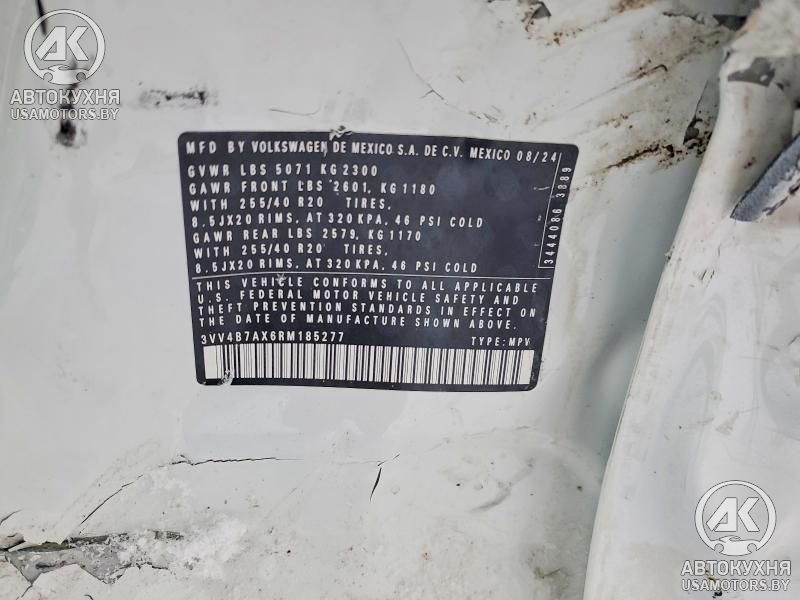 AK
АВТОКУХНЯ
USAMOTORS.BY
MFD BY VOLKSWAGEN DE MEXICO S.A. DE C.V. MEXICO 08/24
GVWR LBS 5071 KG 2300
GAWR FRONT LBS 2601, KG 1180
WITH 255/40 R20 TIRES,
8.5JX20 RIMS, AT 320 KPA, 46 PSI COLD
GAWR REAR LBS 2579, KG 1170
WITH 255/40 R20 TIRES,
8.5JX20 RIMS, AT 320 KPA, 46 PSI COLD
3444086 3889
THIS VEHICLE CONFORMS TO ALL APPLICABLE
U.S. FEDERAL MOTOR VEHICLE SAFETY AND
THEFT PREVENTION STANDARDS IN EFFECT ON
THE DATE OF MANUFACTURE SHOWN ABOVE.
3VV4B7AX6RM185277 TYPE: MPV
AK
АВТОКУХНЯ
USAMOTORS.BY